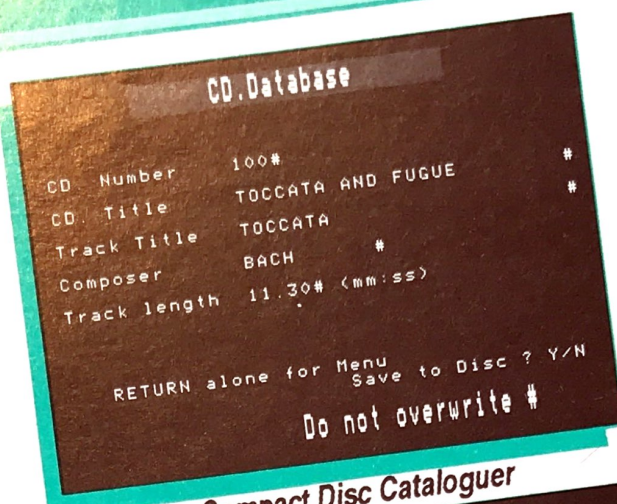 CD.Database
CD Number 100#
CD. Title TOCCATA AND FUGUE #
Track Title TOCCATA #
Composer BACH #
Track length 11.30# (mm:ss)
RETURN alone for Menu
Save to Disc ? Y/N
Do not overwrite #
Compact Disc Cataloguer